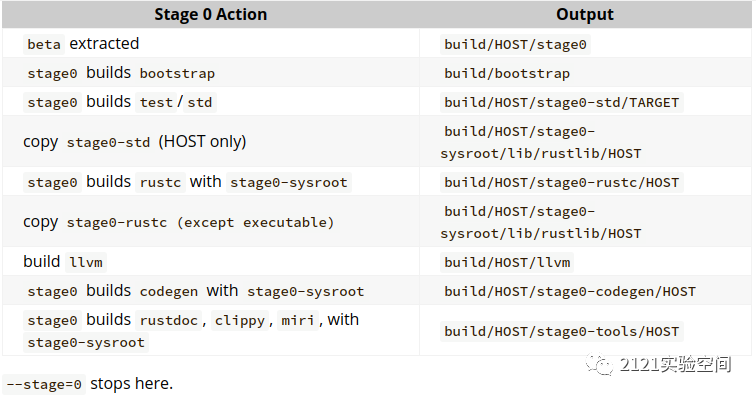 Stage 0 Action Output
beta extracted build/HOST/stage0
stage0 builds bootstrap build/bootstrap
stage0 builds test / std build/HOST/stage0-std/TARGET
copy stage0-std (HOST only) build/HOST/stage0-
sysroot/lib/rustlib/HOST
stage0 builds rustc with stage0-sysroot build/HOST/stage0-rustc/HOST
copy stage0-rustc (except executable) build/HOST/stage0-
sysroot/lib/rustlib/HOST
build llvm build/HOST/llvm
stage0 builds codegen with stage0-sysroot build/HOST/stage0-codegen/HOST
stage0 builds rustdoc, clippy, miri, with
stage0-sysroot build/HOST/stage0-tools/HOST
2121实验空间
--stage=0 stops here.